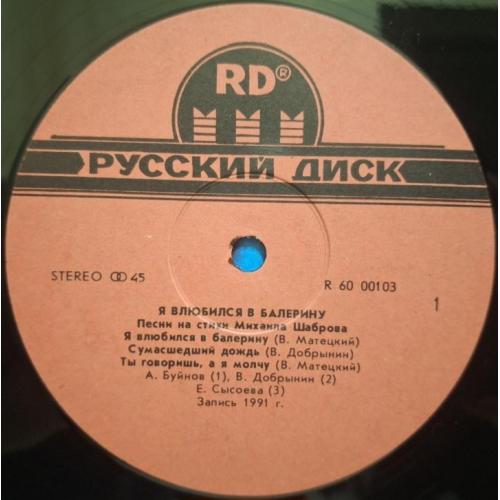 RD®
РУССКИЙ ДИСК
STEREO 45
R 60 00103
1
Я ВЛЮБИЛСЯ В БАЛЕРИНУ
Песни на стихи Михаила Шаброва
Я влюбился в балерину (В. Матецкий)
Сумасшедший дождь (В. Добрынин)
Ты говоришь, а я молчу (В. Матецкий)
А. Буйнов (1), В. Добрынин (2)
Е. Сысоева (3)
Запись 1991 г.